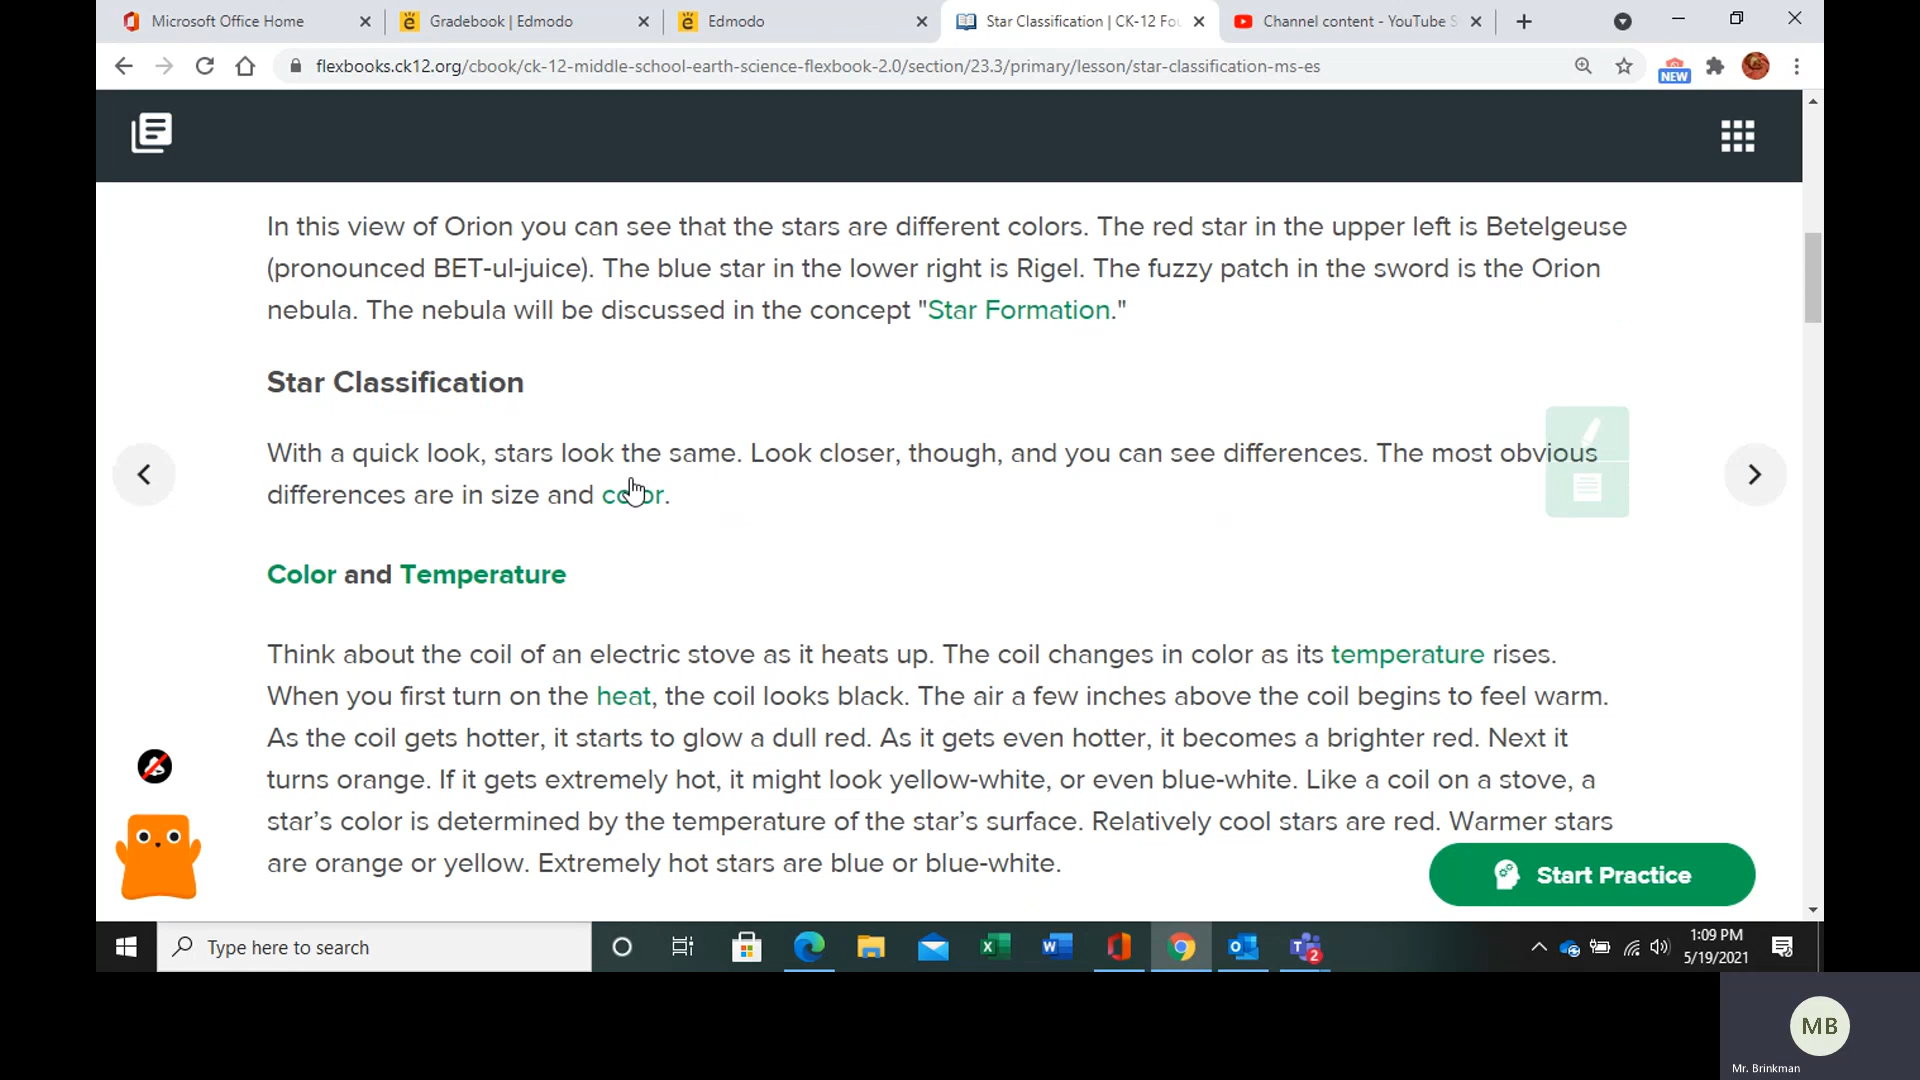 Microsoft Office Home
Gradebook | Edmodo
Edmodo
Star Classification | CK-12 Fo
Channel content - YouTube S
flexbooks.ck12.org/cbook/ck-12-middle-school-earth-science-flexbook-2.0/section/23.3/primary/lesson/star-classification-ms-es
NEW
In this view of Orion you can see that the stars are different colors. The red star in the upper left is Betelgeuse
(pronounced BET-ul-juice). The blue star in the lower right is Rigel. The fuzzy patch in the sword is the Orion
nebula. The nebula will be discussed in the concept "Star Formation."
Star Classification
With a quick look, stars look the same. Look closer, though, and you can see differences. The most obvious
differences are in size and color.
Color and Temperature
Think about the coil of an electric stove as it heats up. The coil changes in color as its temperature rises.
When you first turn on the heat, the coil looks black. The air a few inches above the coil begins to feel warm.
As the coil gets hotter, it starts to glow a dull red. As it gets even hotter, it becomes a brighter red. Next it
turns orange. If it gets extremely hot, it might look yellow-white, or even blue-white. Like a coil on a stove, a
star’s color is determined by the temperature of the star’s surface. Relatively cool stars are red. Warmer stars
are orange or yellow. Extremely hot stars are blue or blue-white.
Start Practice
Type here to search
2
1:09 PM
5/19/2021
MB
Mr. Brinkman